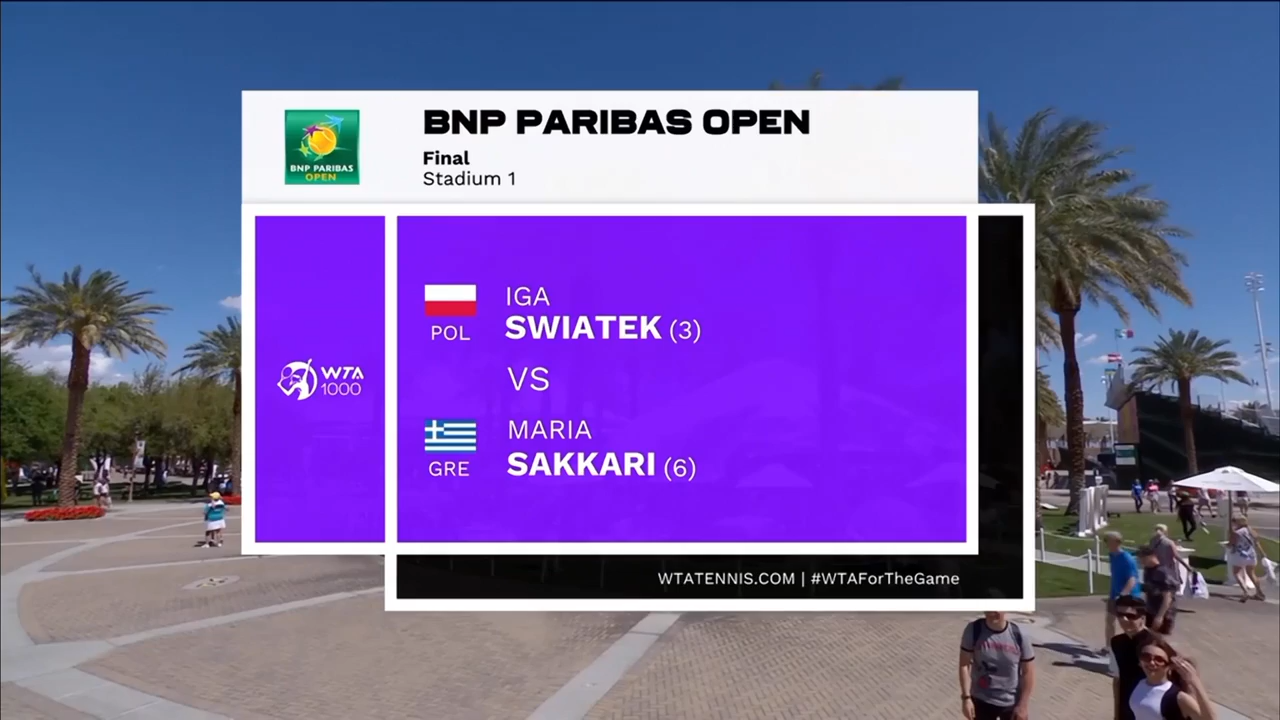 BNP PARIBAS OPEN
Final
Stadium 1
BNP PARIBAS
OPEN
IGA
POL
SWIATEK (3)
VS
WTA
1000
MARIA
GRE
SAKKARI (6)
WTATENNIS.COM | #WTAForTheGame